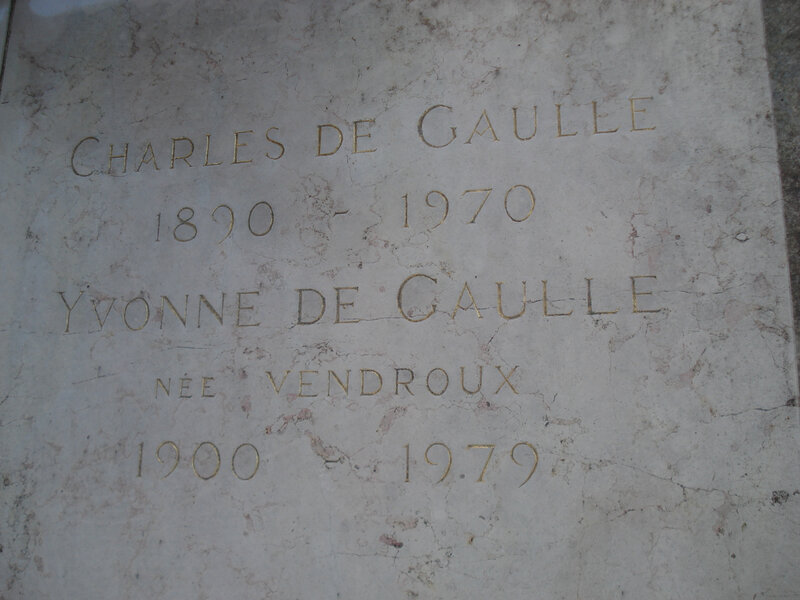 CHARLES DE GAULLE
1890 - 1970
YVONNE DE GAULLE
NÉE VENDROUX
1900 - 1979